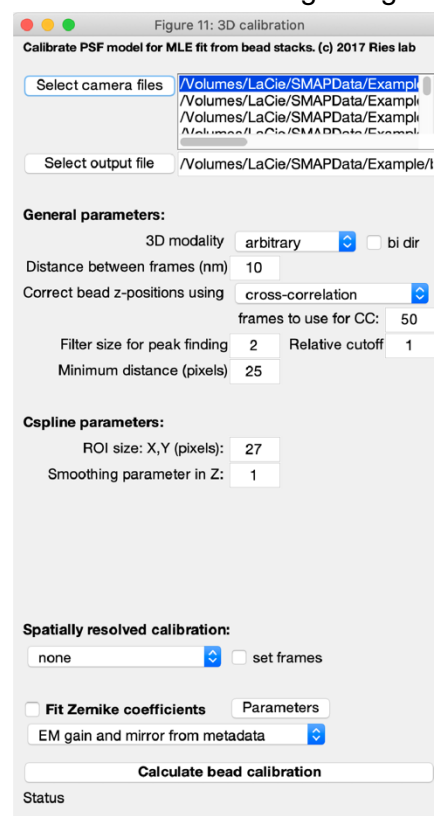 Figure 11: 3D calibration
Calibrate PSF model for MLE fit from bead stacks. (c) 2017 Ries lab
Select camera files
/Volumes/LaCie/SMAPData/Exampl
/Volumes/LaCie/SMAPData/Exampl
/Volumes/LaCie/SMAPData/Exampl
/Volumes/LaCie/SMAPData/Exampl
Select output file /Volumes/LaCie/SMAPData/Example/b
General parameters:
3D modality arbitrary bi dir
Distance between frames (nm) 10
Correct bead z-positions using cross-correlation
frames to use for CC: 50
Filter size for peak finding 2 Relative cutoff 1
Minimum distance (pixels) 25
Cspline parameters:
ROI size: X,Y (pixels): 27
Smoothing parameter in Z: 1
Spatially resolved calibration:
none set frames
Fit Zernike coefficients Parameters
EM gain and mirror from metadata
Calculate bead calibration
Status